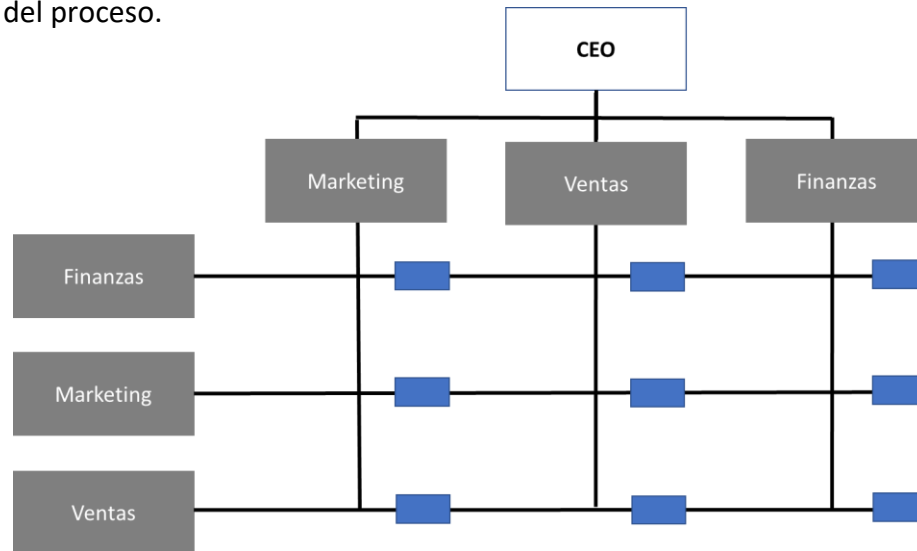 del proceso.
CEO
Marketing
Ventas
Finanzas
Finanzas
Marketing
Ventas